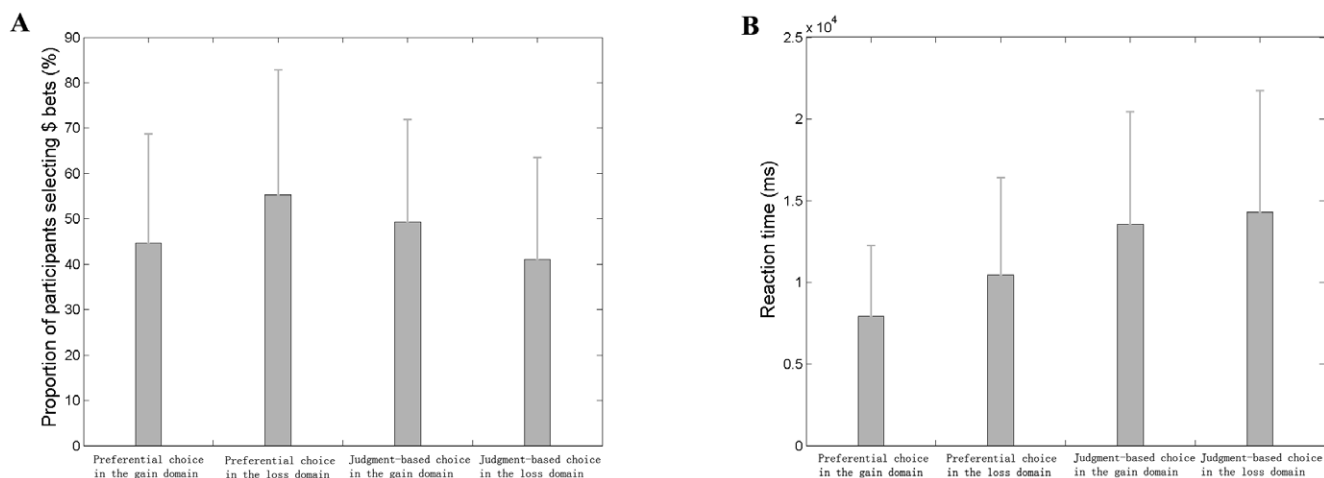 A
Proportion of participants selecting $ bets (%)
90
80
70
60
50
40
30
20
10
0
Preferential choice
in the gain domain
Preferential choice
in the loss domain
Judgment-based choice
in the gain domain
Judgment-based choice
in the loss domain
B
Reaction time (ms)
x 10^4
2.5
2
1.5
1
0.5
0
Preferential choice
in the gain domain
Preferential choice
in the loss domain
Judgment-based choice
in the gain domain
Judgment-based choice
in the loss domain